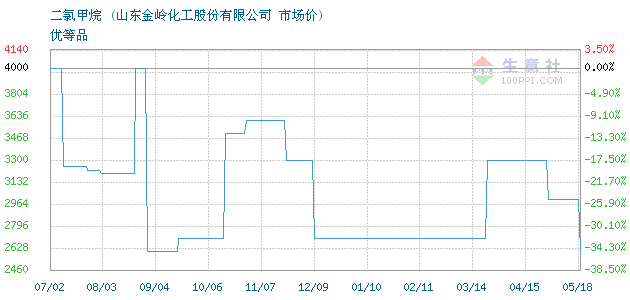 二氯甲烷 (山东金岭化工股份有限公司 市场价)
优等品
4140 3.50%
4000 0.00%
3804 -4.90%
3636 -9.10%
3468 -13.30%
3300 -17.50%
3132 -21.70%
2964 -25.90%
2796 -30.10%
2628 -34.30%
2460 -38.50%
生意社
100PPI.COM
07/02 08/03 09/04 10/06 11/07 12/09 01/11 02/11 03/14 04/15 05/18